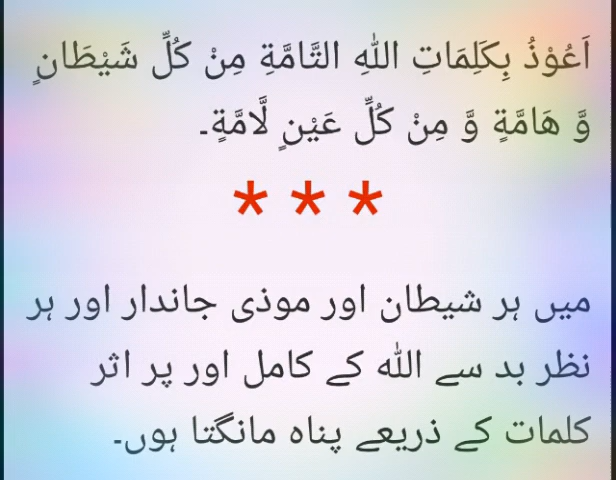 اَعُوْذُ بِكَلِمَاتِ اللّٰهِ التَّامَّةِ مِنْ كُلِّ شَيْطَانٍ
وَّ هَامَّةٍ وَّ مِنْ كُلِّ عَيْنٍ لَّامَّةٍ۔
* * *
میں ہر شیطان اور موذی جاندار اور ہر
نظر بد سے اللّٰہ کے کامل اور پر اثر
کلمات کے ذریعے پناہ مانگتا ہوں۔